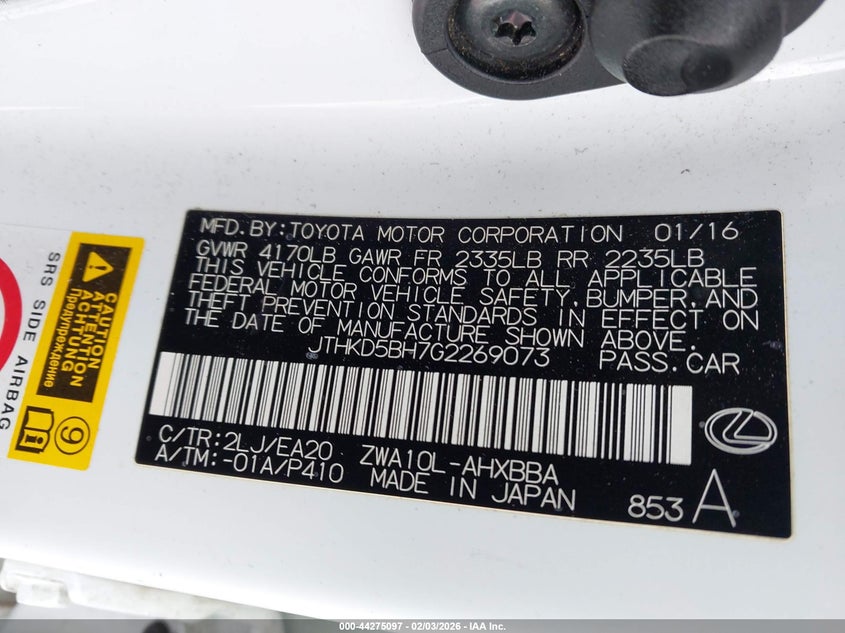 MFD.BY:TOYOTA MOTOR CORPORATION 01/16
GVWR 4170LB GAWR FR 2335LB RR 2235LB
THIS VEHICLE CONFORMS TO ALL APPLICABLE
FEDERAL MOTOR VEHICLE SAFETY,BUMPER,AND
THEFT PREVENTION STANDARDS IN EFFECT ON
THE DATE OF MANUFACTURE SHOWN ABOVE.
JTHKD5BH7G2269073 PASS.CAR
C/TR:2LJ/EA20 ZWA10L-AHXBBA
A/TM:-01A/P410 MADE IN JAPAN 853 A
SRS SIDE AIRBAG
CAUTION
ATTENTION
ACHTUNG
Предупреждение
9
000-44275097 - 02/03/2026 - IAA Inc.